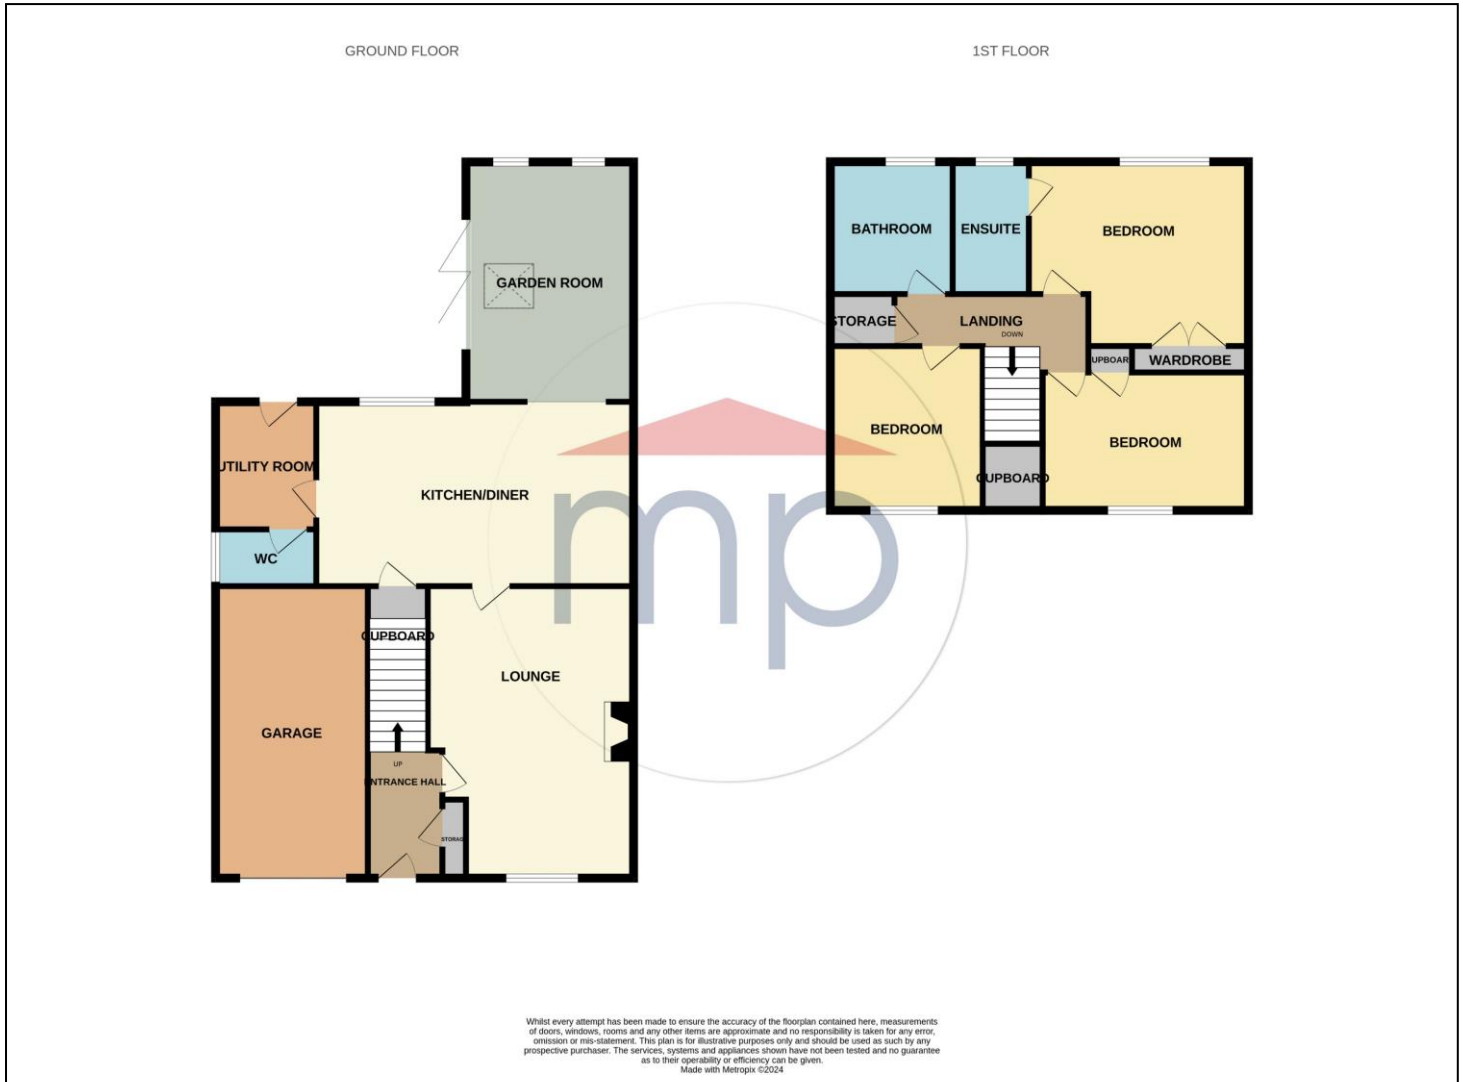 GROUND FLOOR
1ST FLOOR
GARDEN ROOM
UTILITY ROOM
KITCHEN/DINER
WC
CUPBOARD
LOUNGE
GARAGE
UP
ENTRANCE HALL
STORAGE
BATHROOM
ENSUITE
BEDROOM
STORAGE
LANDING
DOWN
UPBOAR
WARDROBE
BEDROOM
BEDROOM
CUPBOARD
mp
Whilst every attempt has been made to ensure the accuracy of the floorplan contained here, measurements
of doors, windows, rooms and any other items are approximate and no responsibility is taken for any error,
omission or mis-statement. This plan is for illustrative purposes only and should be used as such by any
prospective purchaser. The services, systems and appliances shown have not been tested and no guarantee
as to their operability or efficiency can be given.
Made with Metropix ©2024